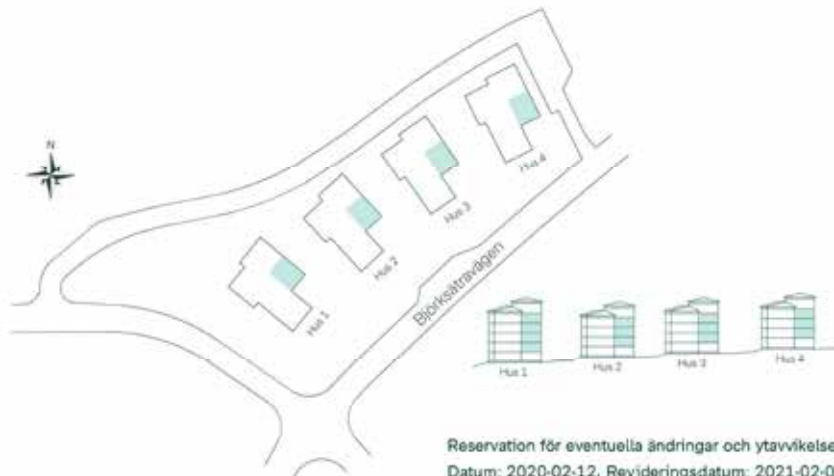 N
Hus 4
Hus 3
Hus 2
Hus 1
Björksätravägen
Hus 1
Hus 2
Hus 3
Hus 4
Reservation för eventuella ändringar och ytavvikelse
Datum: 2020-02-12. Revideringsdatum: 2021-02-0